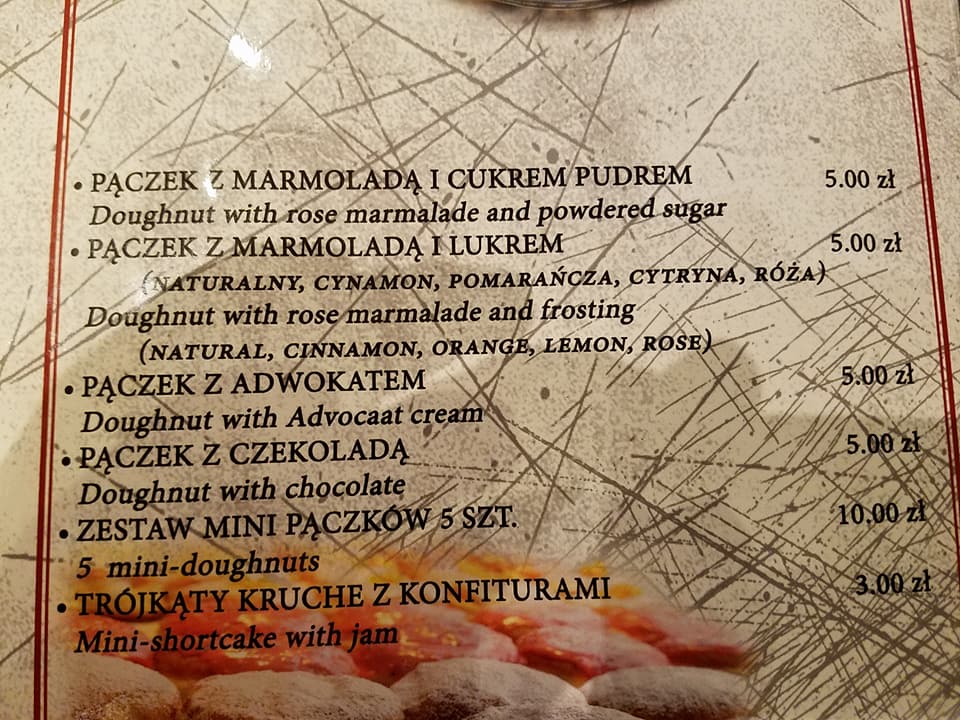 • PĄCZEK Z MARMOLADĄ I CUKREM PUDREM 5.00 zł
Doughnut with rose marmalade and powdered sugar
• PĄCZEK Z MARMOLADĄ I LUKREM 5.00 zł
(NATURALNY, CYNAMON, POMARAŃCZA, CYTRYNA, RÓŻA)
Doughnut with rose marmalade and frosting
(NATURAL, CINNAMON, ORANGE, LEMON, ROSE)
• PĄCZEK Z ADWOKATEM 5.00 zł
Doughnut with Advocaat cream
• PĄCZEK Z CZEKOLADĄ 5.00 zł
Doughnut with chocolate
• ZESTAW MINI PĄCZKÓW 5 SZT. 10.00 zł
5 mini-doughnuts
• TRÓJKĄTY KRUCHE Z KONFITURAMI 3.00 zł
Mini-shortcake with jam